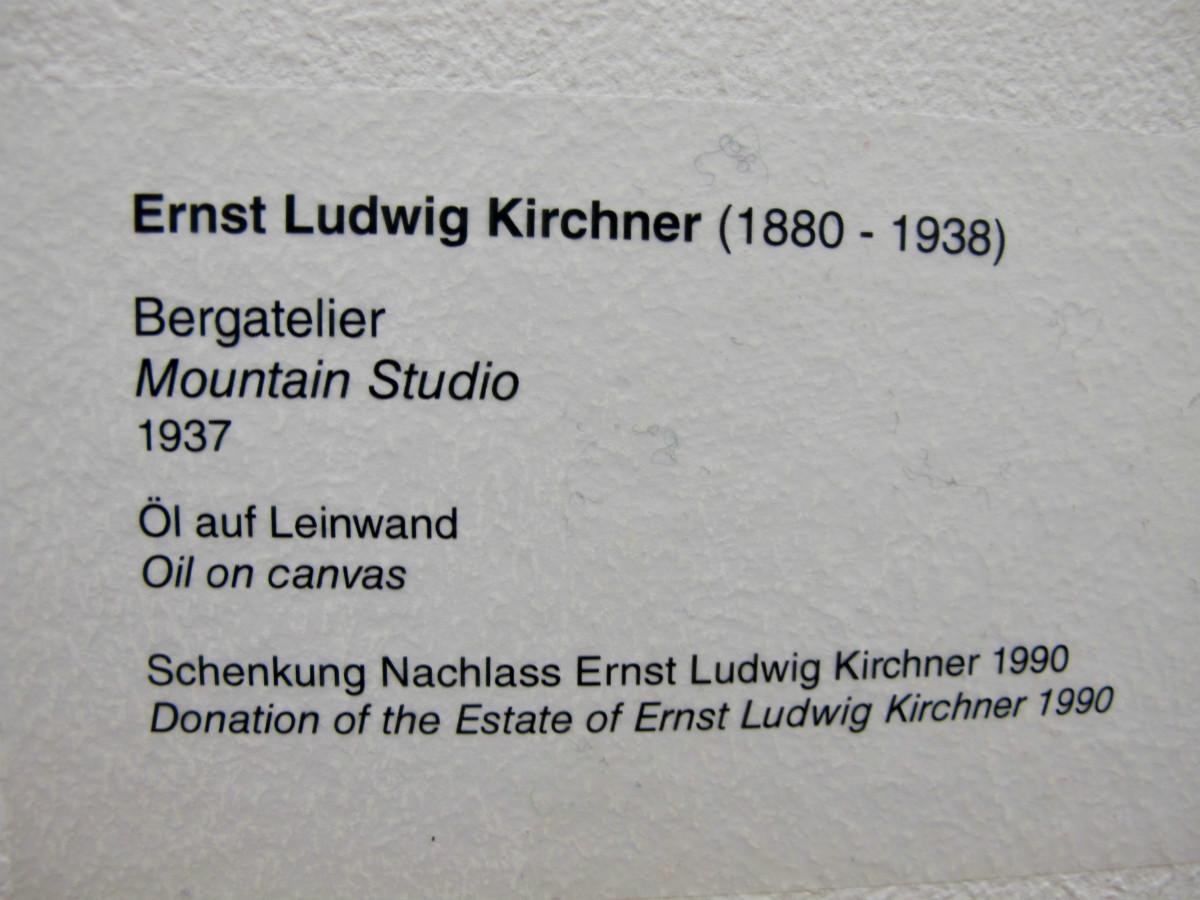 Ernst Ludwig Kirchner (1880 - 1938)
Bergatelier
Mountain Studio
1937
Öl auf Leinwand
Oil on canvas
Schenkung Nachlass Ernst Ludwig Kirchner 1990
Donation of the Estate of Ernst Ludwig Kirchner 1990